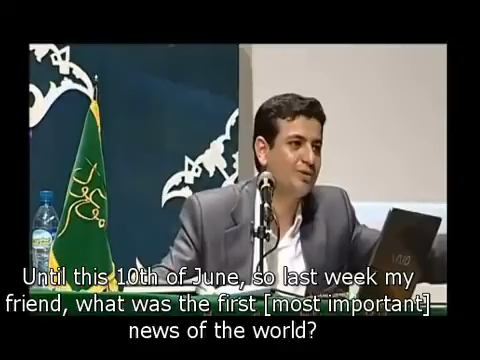 VAIO
Until this 10th of June, so last week my
friend, what was the first [most important]
news of the world?